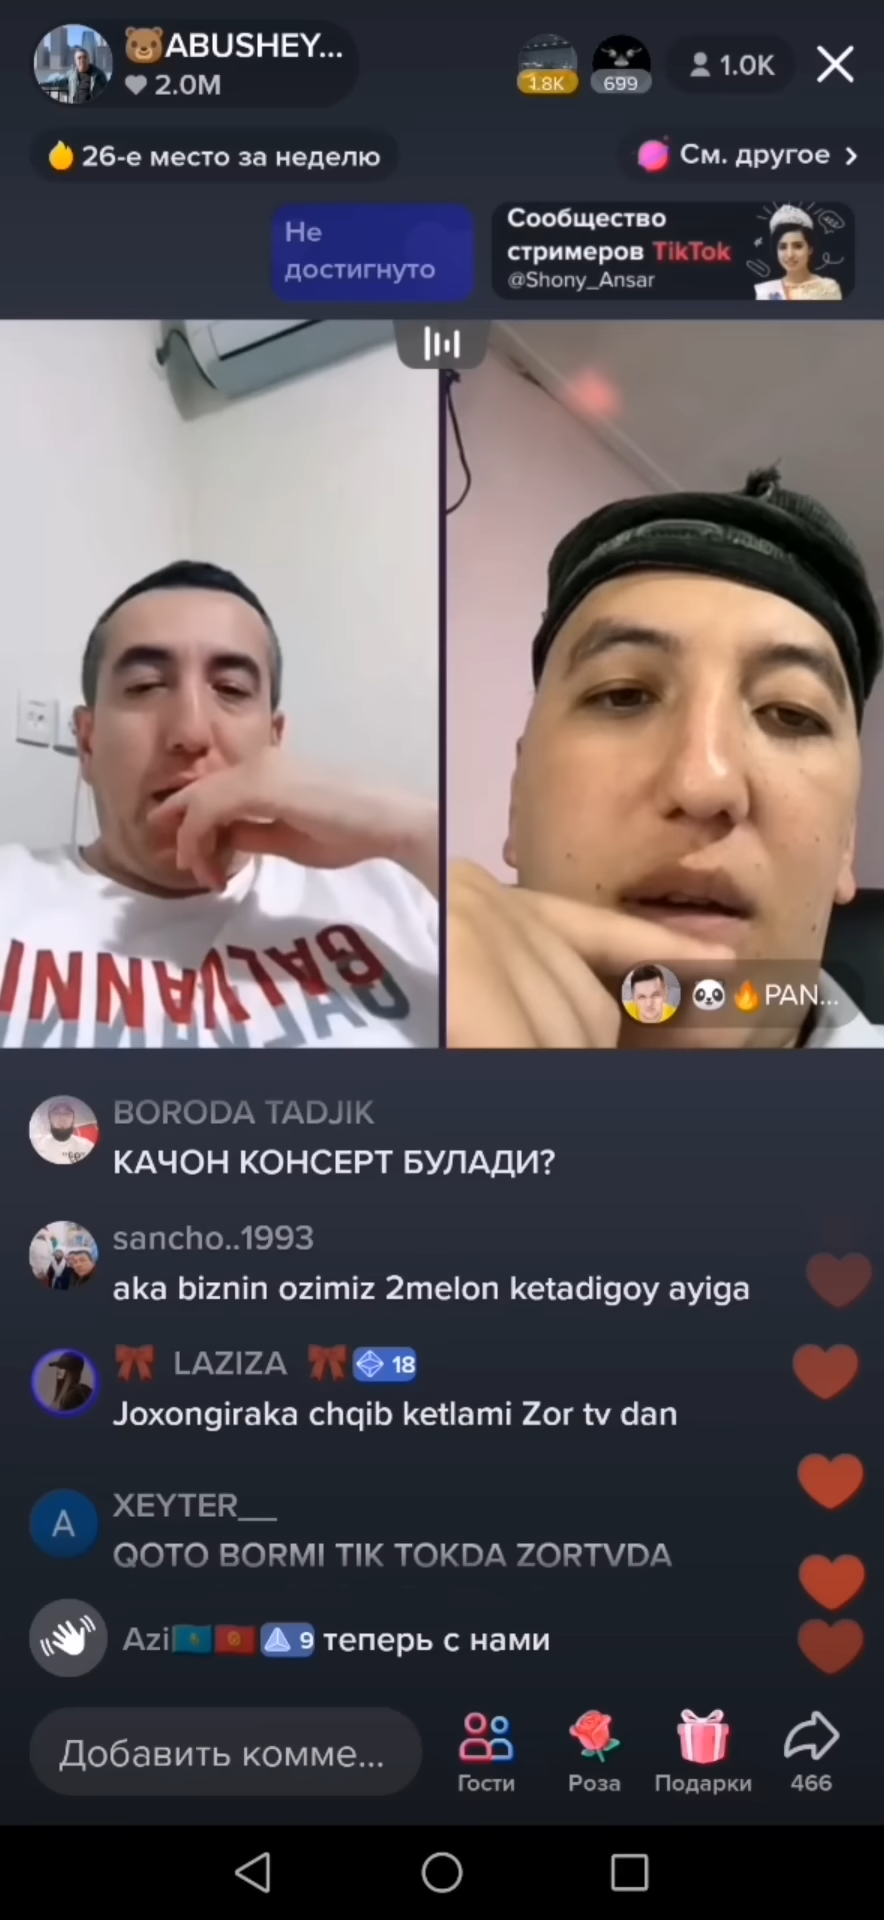 🐻ABUSHEY...
2.0M
1.8K
699
1.0K
26-е место за неделю
См. другое
Не
достигнуто
Сообщество
стримеров TikTok
@Shony_Ansar
GALVANNI
🐼🔥PAN...
BORODA TADJIK
КАЧОН КОНСЕРТ БУЛАДИ?
sancho..1993
aka biznin ozimiz 2melon ketadigoy ayiga
🎀 LAZIZA 🎀 18
Joxongiraka chqib ketlami Zor tv dan
A
XEYTER__
QOTO BORMI TIK TOKDA ZORTVDA
Azi🇰🇿🇰🇬 9 теперь с нами
Добавить комме...
Гости
Роза
Подарки
466